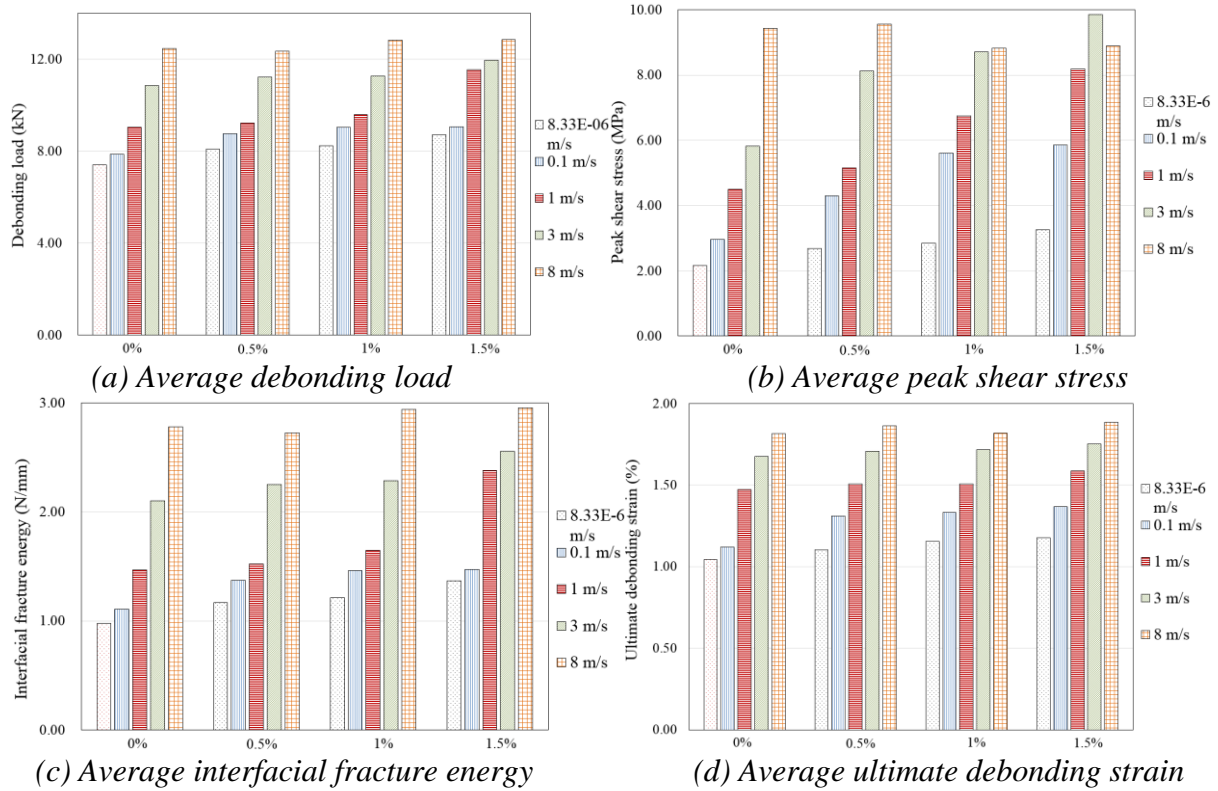 Debonding load (kN)
12.00
8.00
4.00
0.00
0%
0.5%
1%
1.5%
8.33E-06
m/s
0.1 m/s
1 m/s
3 m/s
8 m/s
(a) Average debonding load
Peak shear stress (MPa)
10.00
8.00
6.00
4.00
2.00
0.00
0%
0.5%
1%
1.5%
8.33E-6
m/s
0.1 m/s
1 m/s
3 m/s
8 m/s
(b) Average peak shear stress
Interfacial fracture energy (N/mm)
3.00
2.00
1.00
0.00
0%
0.5%
1%
1.5%
8.33E-6
m/s
0.1 m/s
1 m/s
3 m/s
8 m/s
(c) Average interfacial fracture energy
Ultimate debonding strain (%)
2.00
1.50
1.00
0.50
0.00
0%
0.5%
1%
1.5%
8.33E-6
m/s
0.1 m/s
1 m/s
3 m/s
8 m/s
(d) Average ultimate debonding strain